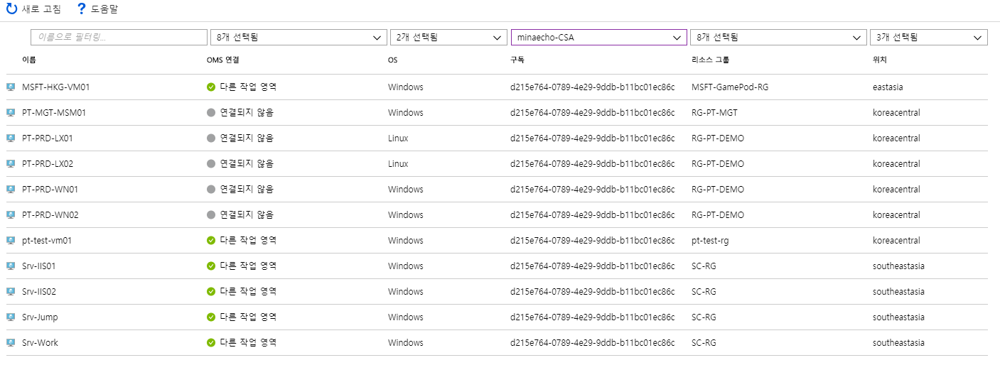 새로 고침 ? 도움말
이름으로 필터링... 8개 선택됨 2개 선택됨 minaecho-CSA 8개 선택됨 3개 선택됨
이름 OMS 연결 OS 구독 리소스 그룹 위치
MSFT-HKG-VM01 다른 작업 영역 Windows d215e764-0789-4e29-9ddb-b11bc01ec86c MSFT-GamePod-RG eastasia
PT-MGT-MSM01 연결되지 않음 Windows d215e764-0789-4e29-9ddb-b11bc01ec86c RG-PT-MGT koreacentral
PT-PRD-LX01 연결되지 않음 Linux d215e764-0789-4e29-9ddb-b11bc01ec86c RG-PT-DEMO koreacentral
PT-PRD-LX02 연결되지 않음 Linux d215e764-0789-4e29-9ddb-b11bc01ec86c RG-PT-DEMO koreacentral
PT-PRD-WN01 연결되지 않음 Windows d215e764-0789-4e29-9ddb-b11bc01ec86c RG-PT-DEMO koreacentral
PT-PRD-WN02 연결되지 않음 Windows d215e764-0789-4e29-9ddb-b11bc01ec86c RG-PT-DEMO koreacentral
pt-test-vm01 다른 작업 영역 Windows d215e764-0789-4e29-9ddb-b11bc01ec86c pt-test-rg koreacentral
Srv-IIS01 다른 작업 영역 Windows d215e764-0789-4e29-9ddb-b11bc01ec86c SC-RG southeastasia
Srv-IIS02 다른 작업 영역 Windows d215e764-0789-4e29-9ddb-b11bc01ec86c SC-RG southeastasia
Srv-Jump 다른 작업 영역 Windows d215e764-0789-4e29-9ddb-b11bc01ec86c SC-RG southeastasia
Srv-Work 다른 작업 영역 Windows d215e764-0789-4e29-9ddb-b11bc01ec86c SC-RG southeastasia